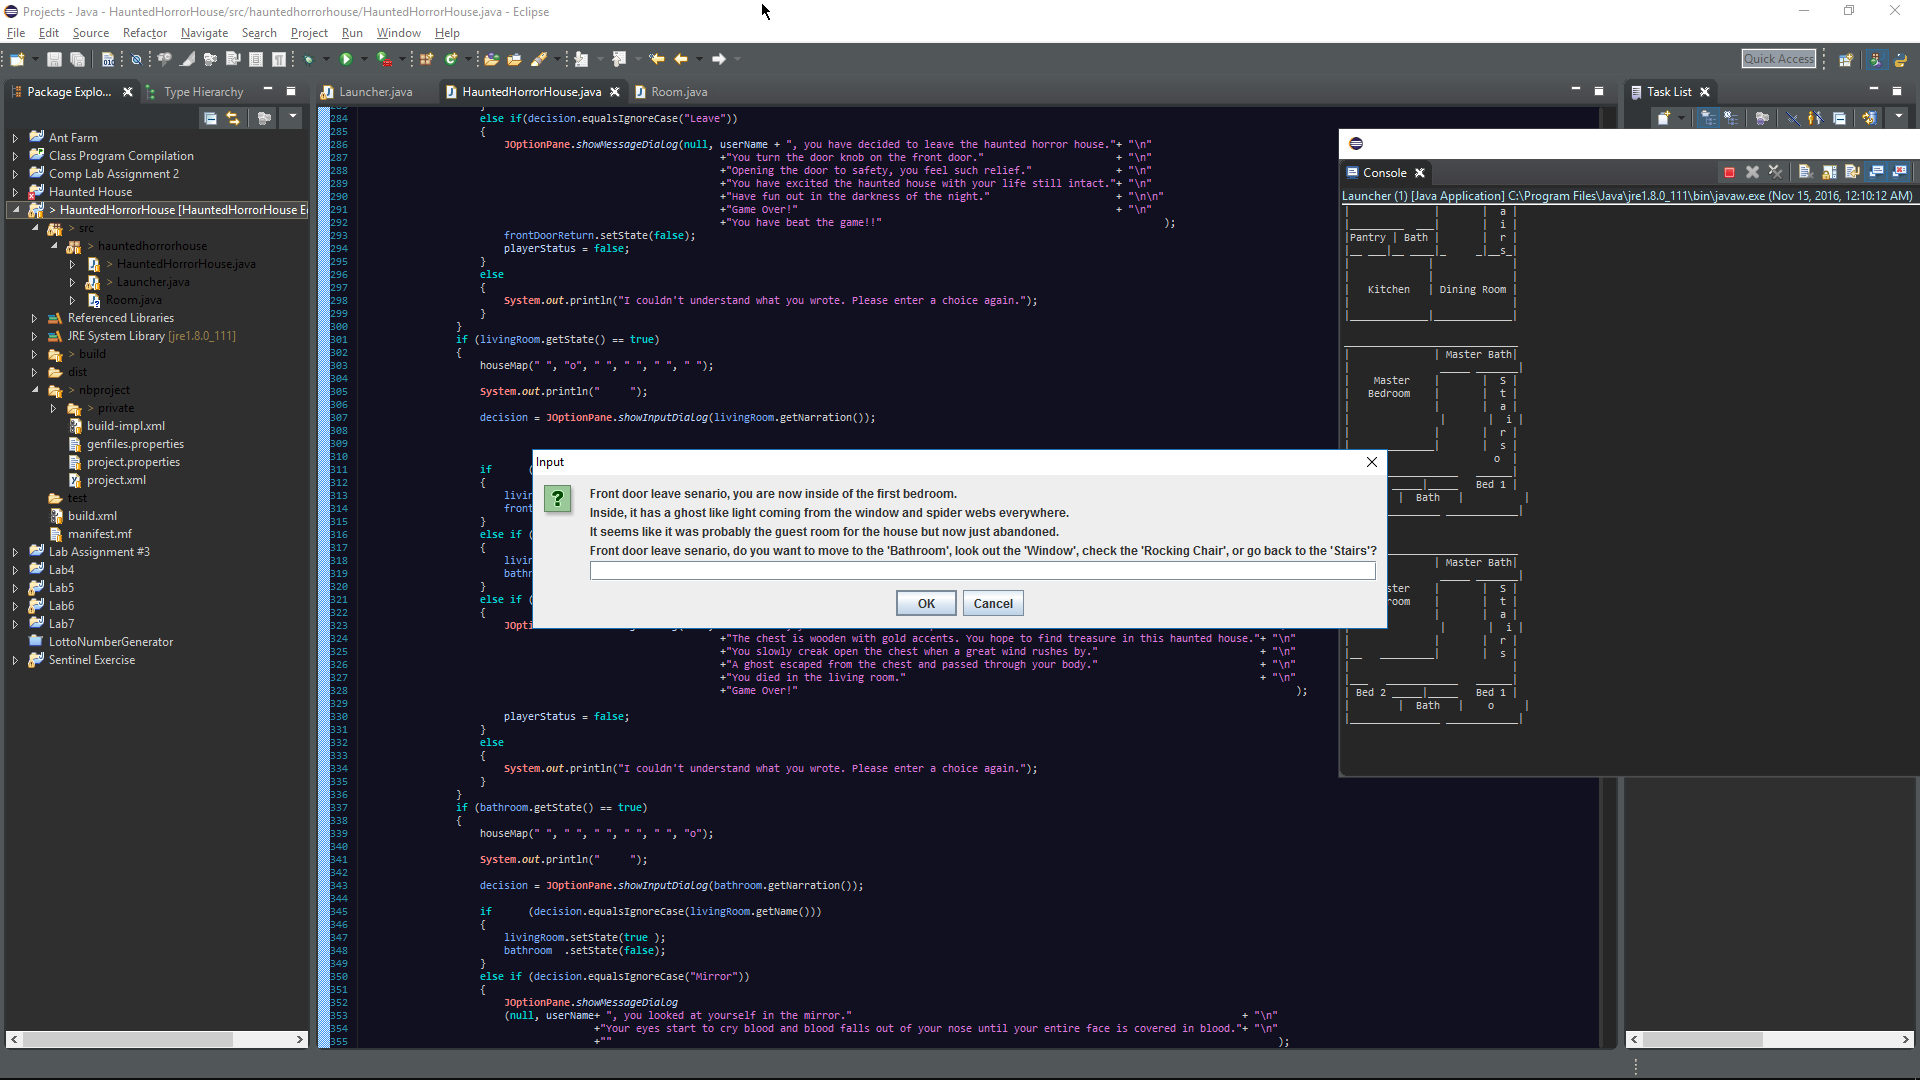 Projects - Java - HauntedHorrorHouse/src/hauntedhorrorhouse/HauntedHorrorHouse.java - Eclipse
File Edit Source Refactor Navigate Search Project Run Window Help
Quick Access
Package Explo... Type Hierarchy
Ant Farm
Class Program Compilation
Comp Lab Assignment 2
Haunted House
> HauntedHorrorHouse [HauntedHorrorHouse E
> src
> hauntedhorrorhouse
> HauntedHorrorHouse.java
> Launcher.java
Room.java
Referenced Libraries
JRE System Library [jre1.8.0_111]
> build
dist
> nbproject
> private
build-impl.xml
genfiles.properties
project.properties
project.xml
test
build.xml
manifest.mf
Lab Assignment #3
Lab4
Lab5
Lab6
Lab7
LottoNumberGenerator
Sentinel Exercise
Launcher.java HauntedHorrorHouse.java Room.java
284 else if(decision.equalsIgnoreCase("Leave"))
285 {
286 JOptionPane.showMessageDialog(null, userName + ", you have decided to leave the haunted horror house."+ "\n"
287 +"You turn the door knob on the front door." + "\n"
288 +"Opening the door to safety, you feel such relief." + "\n"
289 +"You have excited the haunted house with your life still intact."+ "\n"
290 +"Have fun out in the darkness of the night." + "\n\n"
291 +"Game Over!" + "\n"
292 +"You have beat the game!!" );
293 frontDoorReturn.setState(false);
294 playerStatus = false;
295 }
296 else
297 {
298 System.out.println("I couldn't understand what you wrote. Please enter a choice again.");
299 }
300 }
301 if (livingRoom.getState() == true)
302 {
303 houseMap(" ", "o", " ", " ", " ", " ");
304
305 System.out.println("     ");
306
307 decision = JOptionPane.showInputDialog(livingRoom.getNarration());
308
309
310
311 if (
312 {
313 livin
314 front
315 }
316 else if (
317 {
318 livin
319 bathr
320 }
321 else if (
322 {
323 JOpti
324 +"The chest is wooden with gold accents. You hope to find treasure in this haunted house."+ "\n"
325 +"You slowly creak open the chest when a great wind rushes by." + "\n"
326 +"A ghost escaped from the chest and passed through your body." + "\n"
327 +"You died in the living room." + "\n"
328 +"Game Over!" );
329
330 playerStatus = false;
331 }
332 else
333 {
334 System.out.println("I couldn't understand what you wrote. Please enter a choice again.");
335 }
336 }
337 if (bathroom.getState() == true)
338 {
339 houseMap(" ", " ", " ", " ", " ", "o");
340
341 System.out.println("     ");
342
343 decision = JOptionPane.showInputDialog(bathroom.getNarration());
344
345 if (decision.equalsIgnoreCase(livingRoom.getName()))
346 {
347 livingRoom.setState(true );
348 bathroom .setState(false);
349 }
350 else if (decision.equalsIgnoreCase("Mirror"))
351 {
352 JOptionPane.showMessageDialog
353 (null, userName+ ", you looked at yourself in the mirror." + "\n"
354 +"Your eyes start to cry blood and blood falls out of your nose until your entire face is covered in blood."+ "\n"
355 +"" );
Input
Front door leave senario, you are now inside of the first bedroom.
Inside, it has a ghost like light coming from the window and spider webs everywhere.
It seems like it was probably the guest room for the house but now just abandoned.
Front door leave senario, do you want to move to the 'Bathroom', look out the 'Window', check the 'Rocking Chair', or go back to the 'Stairs'?
OK Cancel
Task List
Console
Launcher (1) [Java Application] C:\Program Files\Java\jre1.8.0_111\bin\javaw.exe (Nov 15, 2016, 12:10:12 AM)
a
i
Pantry | Bath | r
s
Kitchen | Dining Room
Master Bath
Master S
Bedroom t
a
i
r
s
o
Bed 1
Bath
Master Bath
ster S
room t
a
i
r
s
Bed 2 Bed 1
Bath o